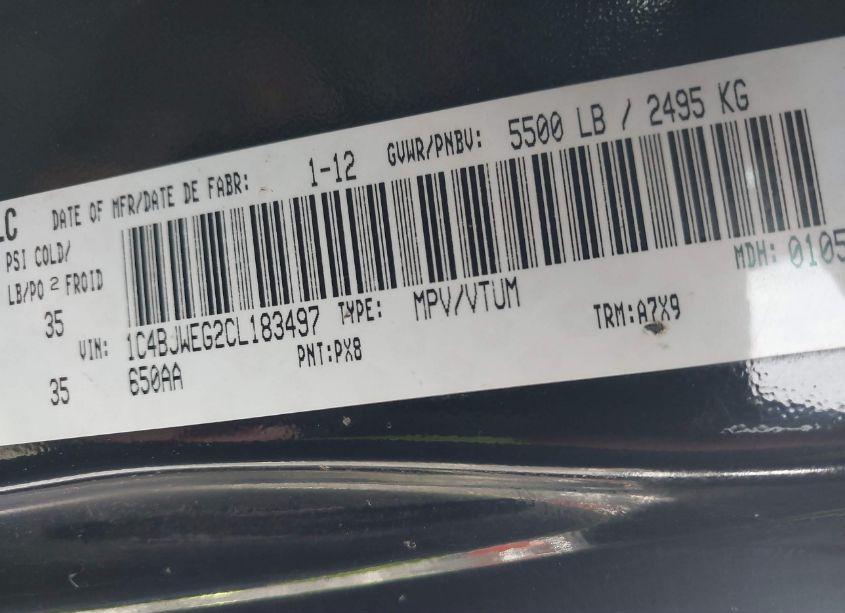 LC DATE OF MFR/DATE DE FABR: 1-12 GVWR/PNBV: 5500 LB / 2495 KG
PSI COLD/
LB/PO 2 FROID
35
VIN: 1C4BJWEG2CL183497 TYPE: MPV/VTUM MDH: 0105
35
650AA PNT:PX8 TRM:A7X9